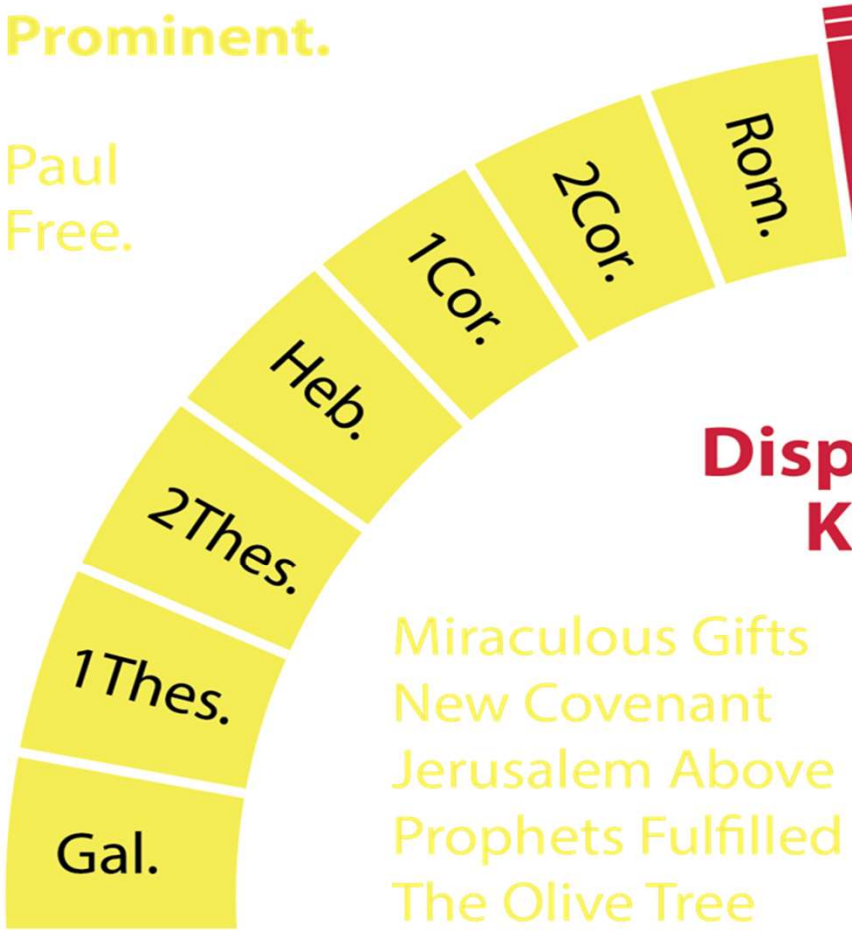 Prominent.
Paul
Free.
Rom.
2Cor.
1Cor.
Heb.
2Thes.
1Thes.
Gal.
Disp
K
Miraculous Gifts
New Covenant
Jerusalem Above
Prophets Fulfilled
The Olive Tree